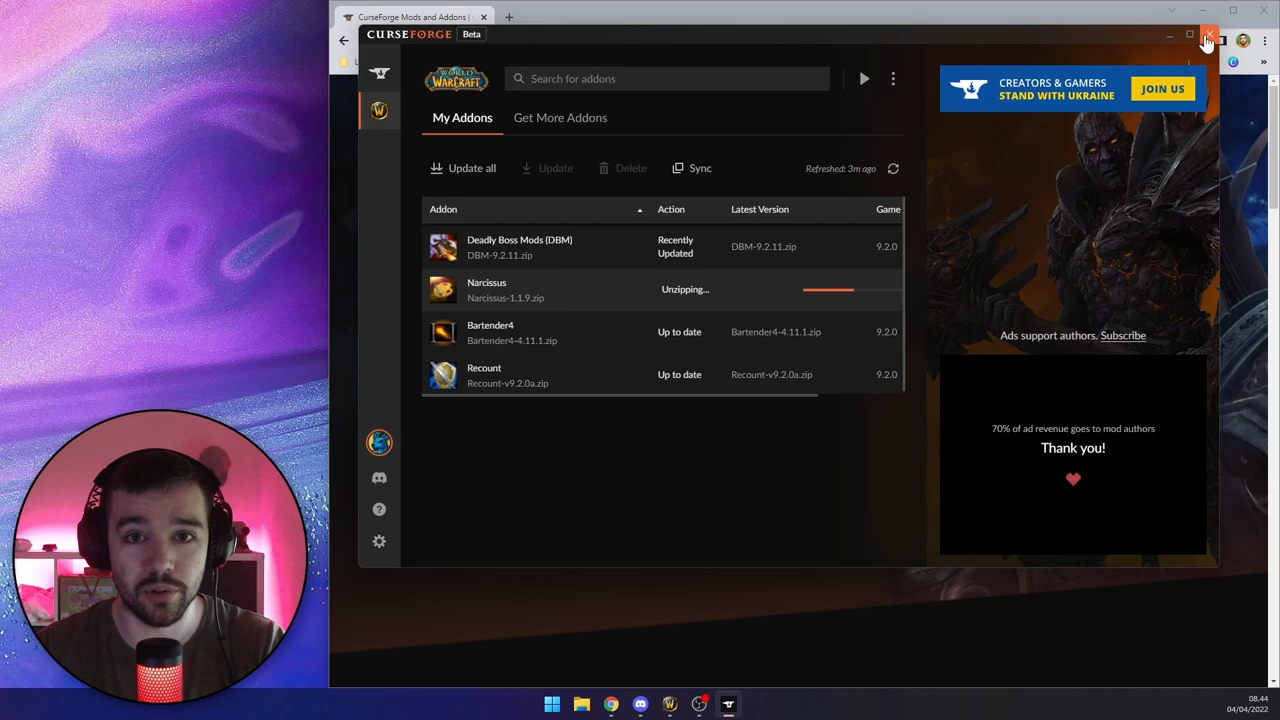 CurseForge Mods and Addons |
CURSEFORGE
Beta
WORLD
WARCRAFT
Search for addons
CREATORS & GAMERS
STAND WITH UKRAINE
JOIN US
My Addons
Get More Addons
Update all
Update
Delete
Sync
Refreshed: 3m ago
Addon
Action
Latest Version
Game
Deadly Boss Mods (DBM)
DBM-9.2.11.zip
Recently
Updated
DBM-9.2.11.zip
9.2.0
Narcissus
Narcissus-1.1.9.zip
Unzipping...
Bartender4
Bartender4-4.11.1.zip
Up to date
Bartender4-4.11.1.zip
9.2.0
Recount
Recount-v9.2.0a.zip
Up to date
Recount-v9.2.0a.zip
9.2.0
Ads support authors. Subscribe
70% of ad revenue goes to mod authors
Thank you!
08.44
04/04/2022